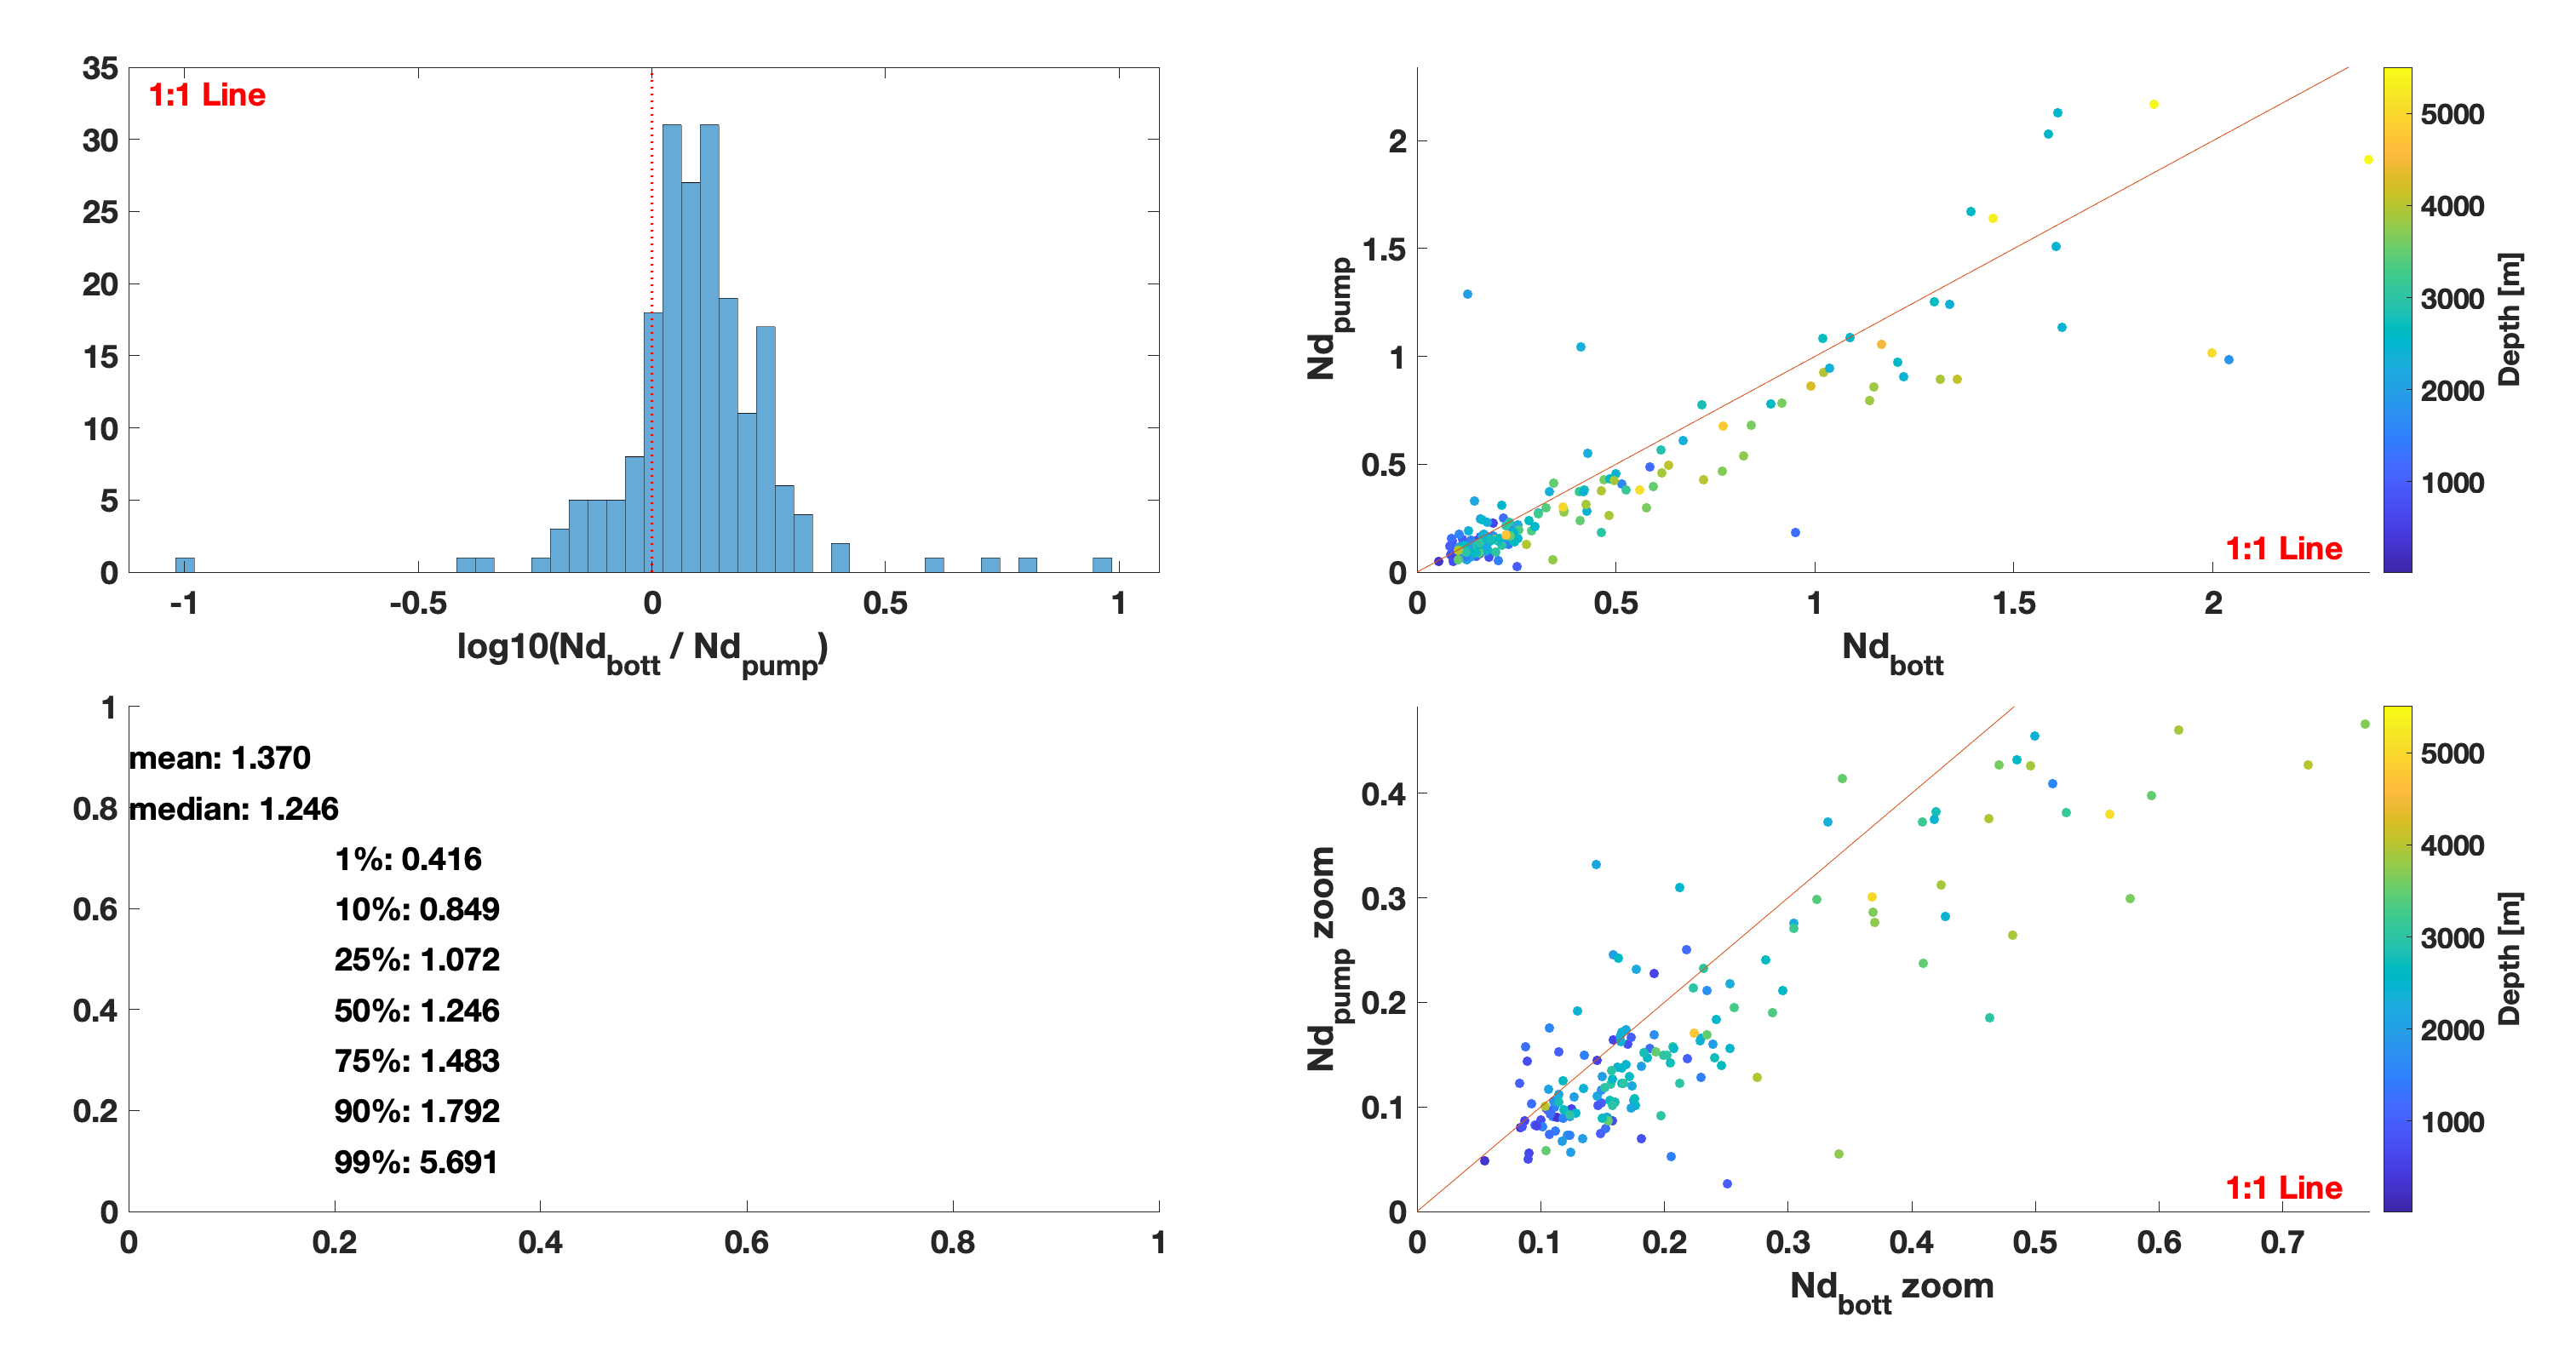 35
30
25
20
15
10
5
0
1:1 Line
-1 -0.5 0 0.5 1
log10(Nd_bott / Nd_pump)
2
1.5
1
0.5
0
Nd_pump
1:1 Line
0 0.5 1 1.5 2
Nd_bott
5000
4000
3000
2000
1000
Depth [m]
1
0.8
0.6
0.4
0.2
0
mean: 1.370
median: 1.246
1%: 0.416
10%: 0.849
25%: 1.072
50%: 1.246
75%: 1.483
90%: 1.792
99%: 5.691
0 0.2 0.4 0.6 0.8 1
0.4
0.3
0.2
0.1
0
Nd_pump zoom
1:1 Line
0 0.1 0.2 0.3 0.4 0.5 0.6 0.7
Nd_bott zoom
5000
4000
3000
2000
1000
Depth [m]